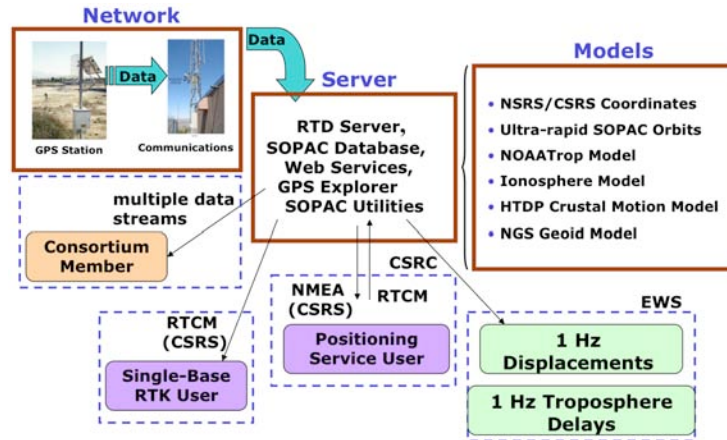 Network
Data
Data
GPS Station
Communications
Server
RTD Server,
SOPAC Database,
Web Services,
GPS Explorer
SOPAC Utilities
Models
• NSRS/CSRS Coordinates
• Ultra-rapid SOPAC Orbits
• NOAATrop Model
• Ionosphere Model
• HTDP Crustal Motion Model
• NGS Geoid Model
multiple data
streams
Consortium
Member
RTCM
(CSRS)
Single-Base
RTK User
CSRC
NMEA
(CSRS)
RTCM
Positioning
Service User
EWS
1 Hz
Displacements
1 Hz Troposphere
Delays